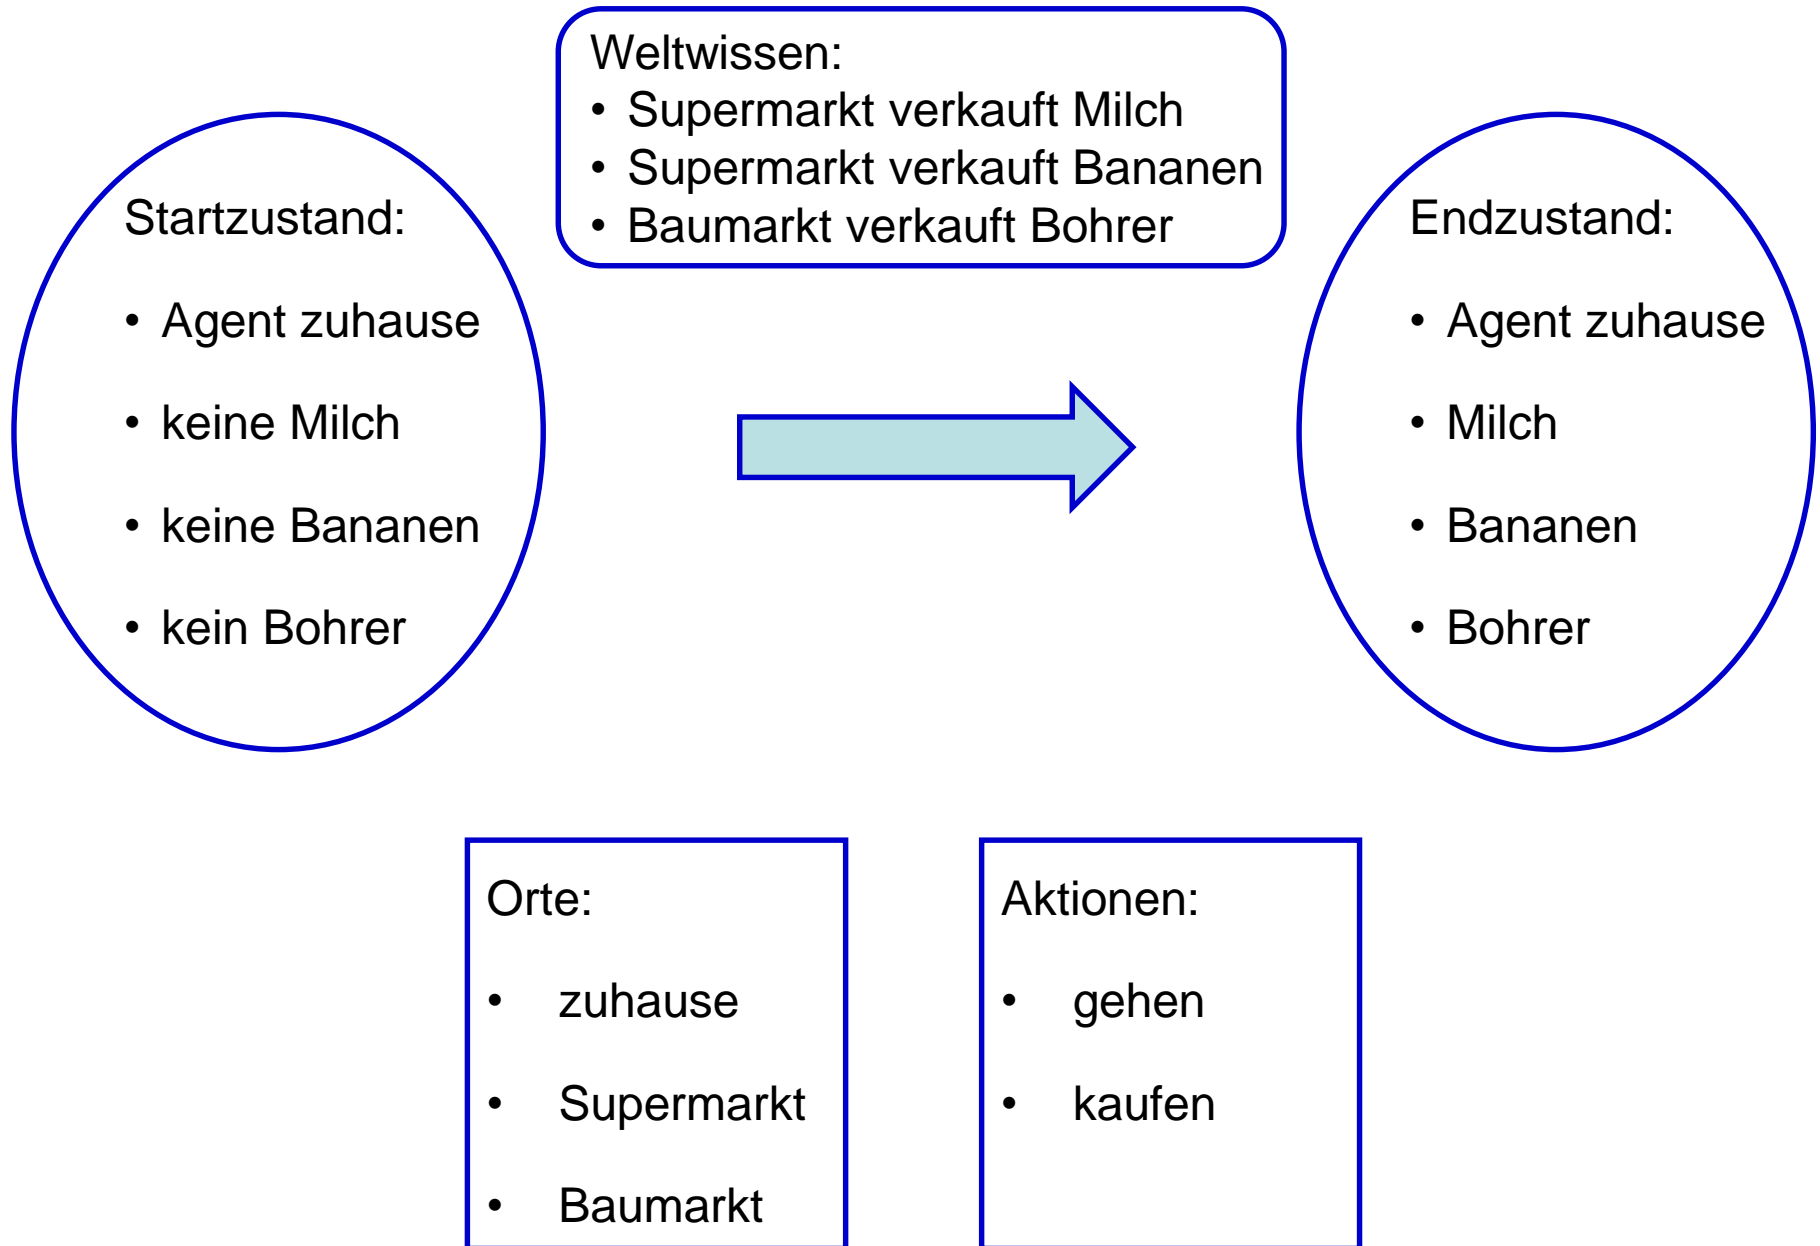 Weltwissen:
• Supermarkt verkauft Milch
• Supermarkt verkauft Bananen
• Baumarkt verkauft Bohrer
Startzustand:
• Agent zuhause
• keine Milch
• keine Bananen
• kein Bohrer
Endzustand:
• Agent zuhause
• Milch
• Bananen
• Bohrer
Orte:
• zuhause
• Supermarkt
• Baumarkt
Aktionen:
• gehen
• kaufen